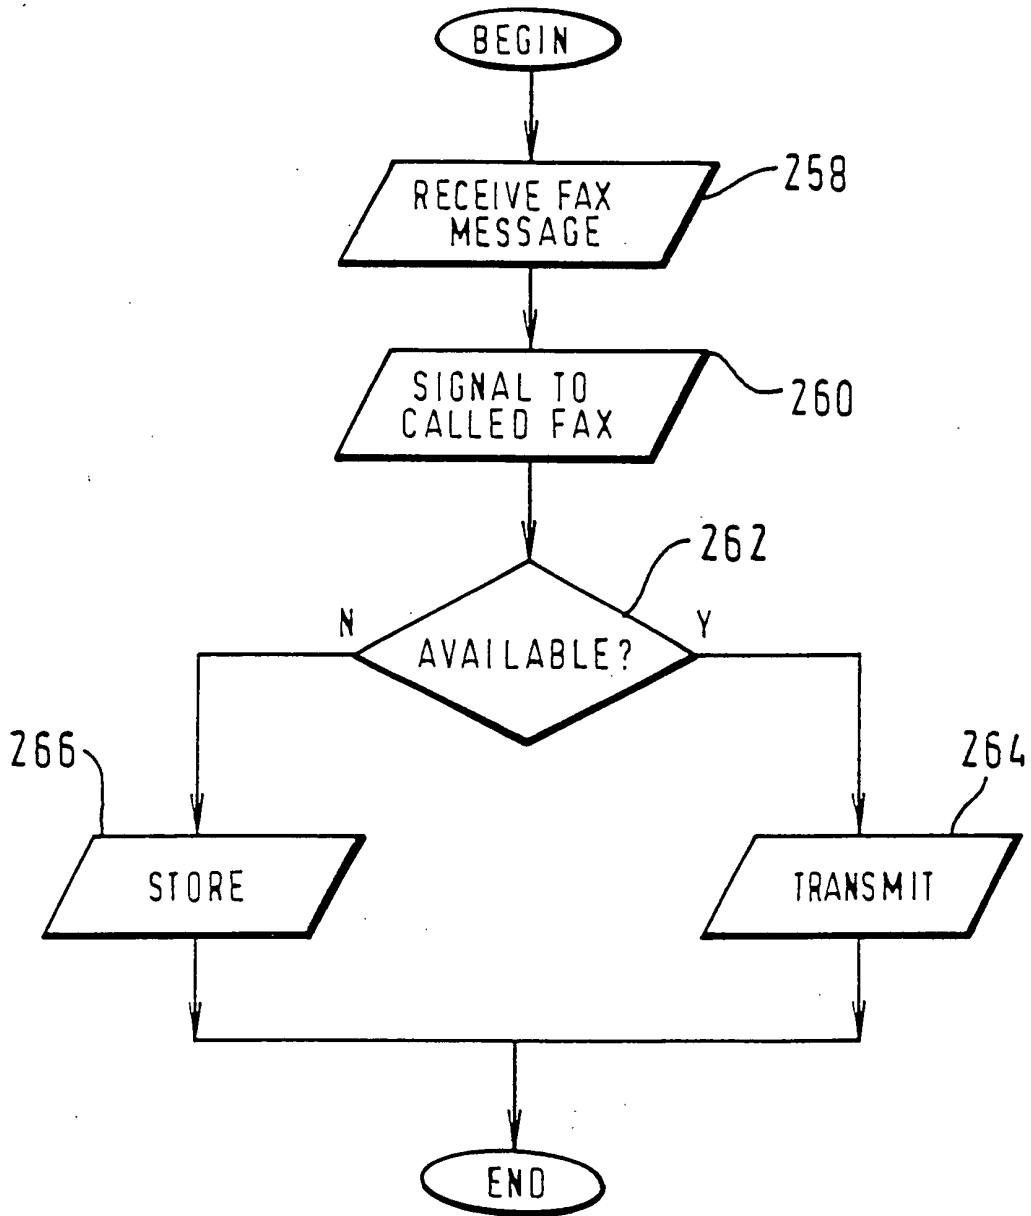 BEGIN
RECEIVE FAX
MESSAGE
258
SIGNAL TO
CALLED FAX
260
262
N
AVAILABLE?
Y
266
264
STORE
TRANSMIT
END